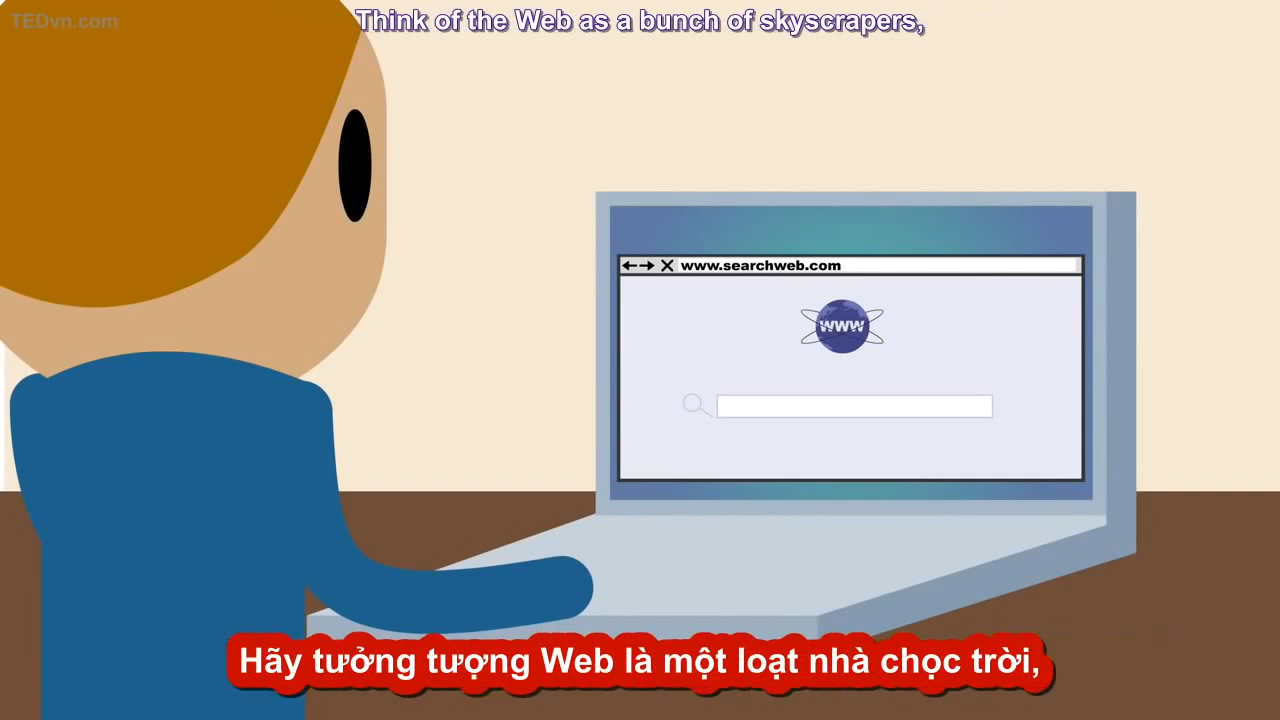 TEDvn.com
Think of the Web as a bunch of skyscrapers,
www.searchweb.com
www
Hãy tưởng tượng Web là một loạt nhà chọc trời,